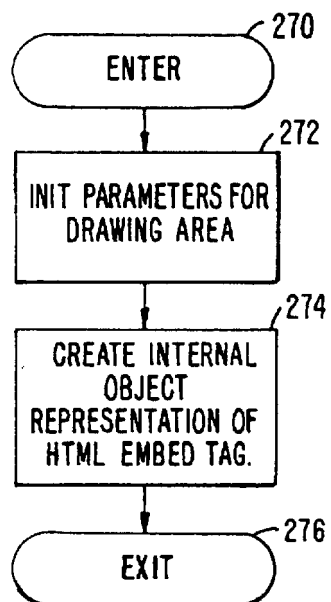 270
ENTER
272
INIT PARAMETERS FOR
DRAWING AREA
274
CREATE INTERNAL
OBJECT
REPRESENTATION OF
HTML EMBED TAG.
276
EXIT